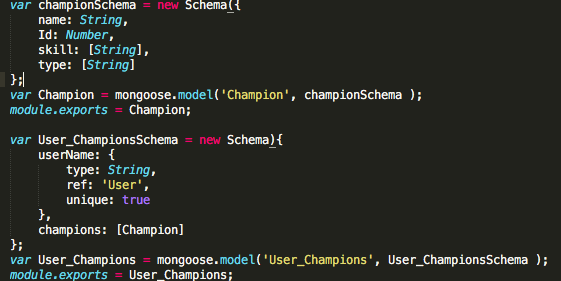 var championSchema = new Schema({
    name: String,
    Id: Number,
    skill: [String],
    type: [String]
};
var Champion = mongoose.model('Champion', championSchema );
module.exports = Champion;

var User_ChampionsSchema = new Schema){
    userName: {
        type: String,
        ref: 'User',
        unique: true
    },
    champions: [Champion]
};
var User_Champions = mongoose.model('User_Champions', User_ChampionsSchema );
module.exports = User_Champions;